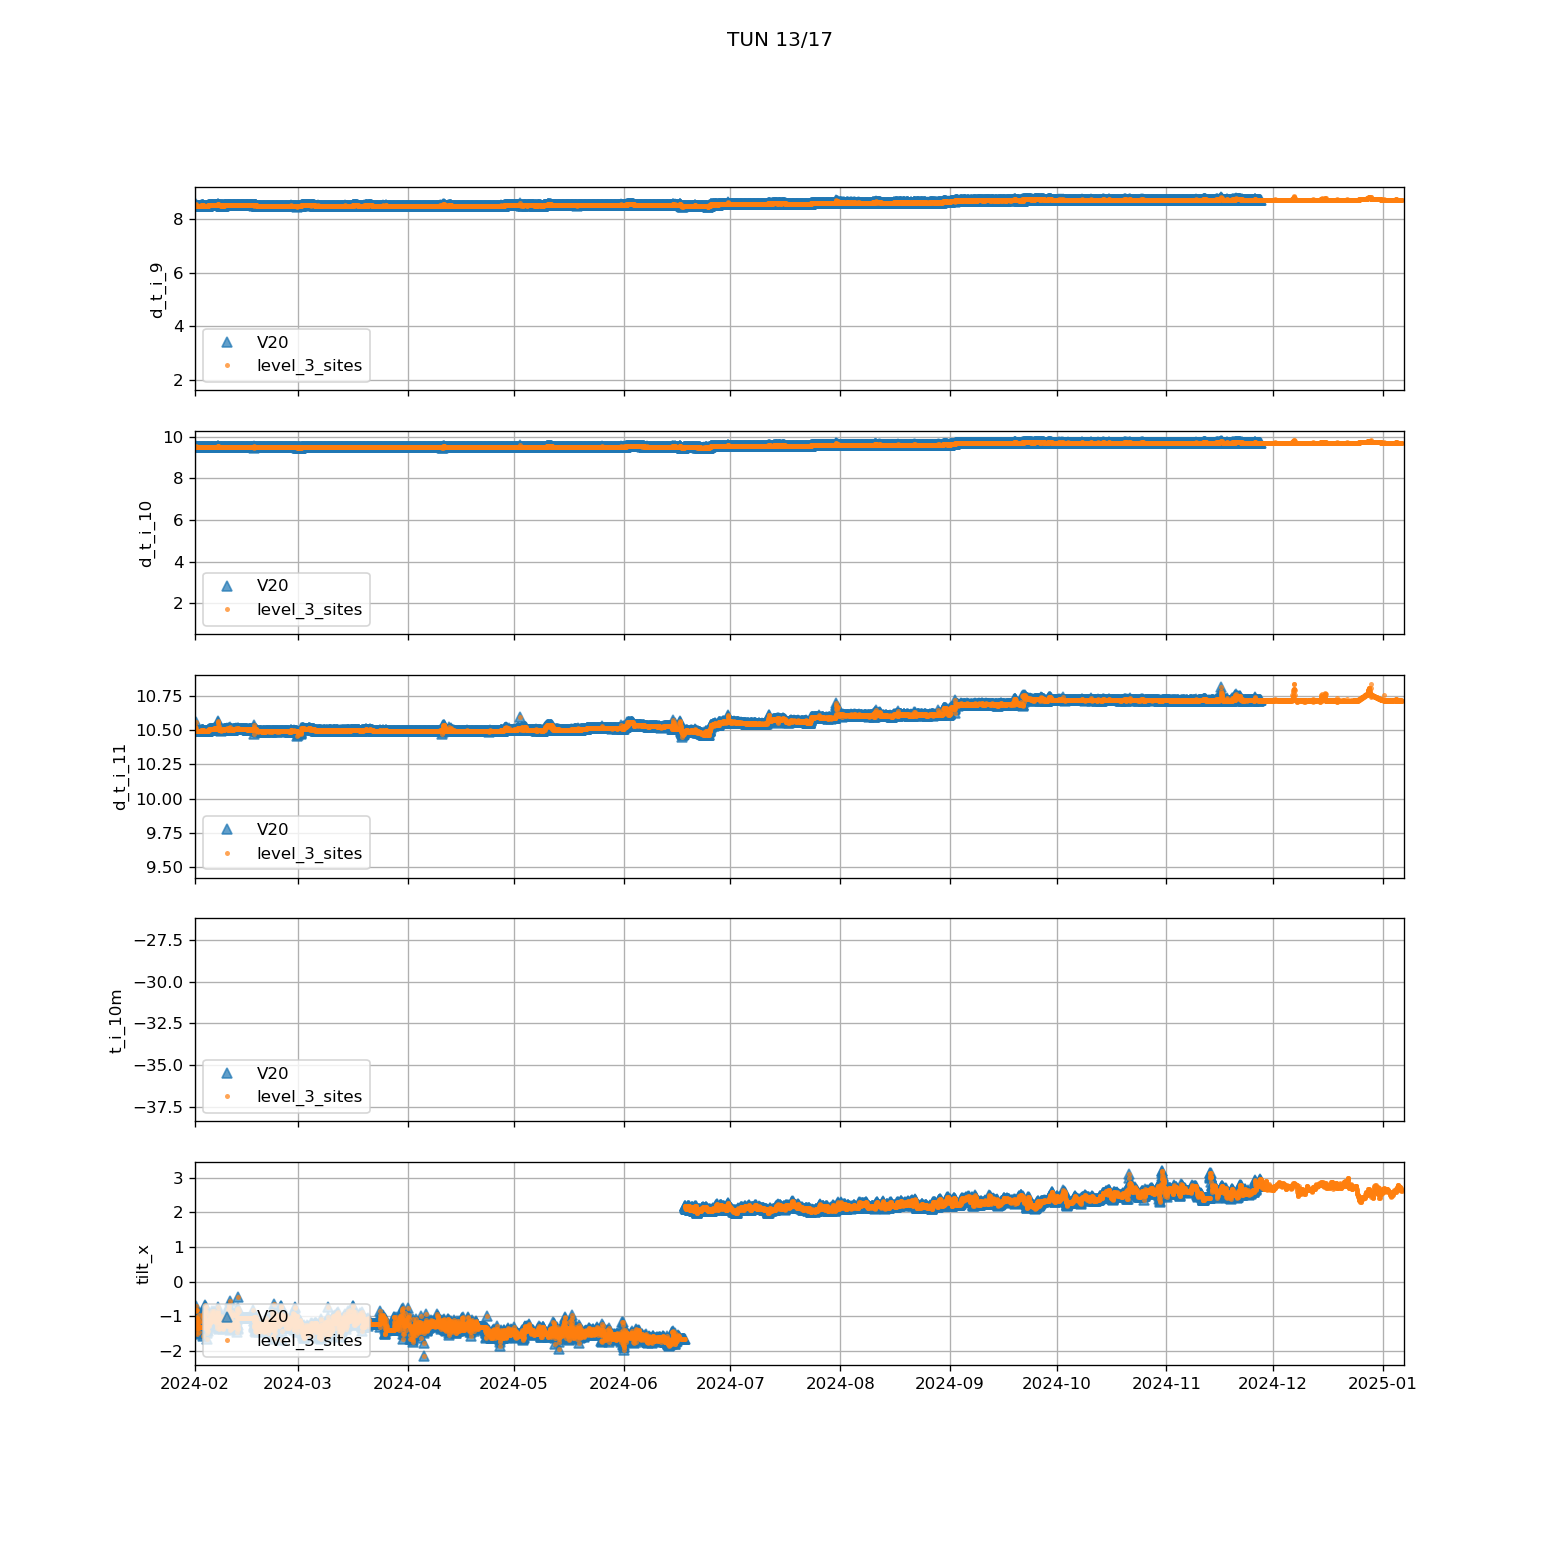 TUN 13/17
8
6
4
2
d_t_i_9
V20
level_3_sites
10
8
6
4
2
d_t_i_10
V20
level_3_sites
10.75
10.50
10.25
10.00
9.75
9.50
d_t_i_11
V20
level_3_sites
−27.5
−30.0
−32.5
−35.0
−37.5
t_i_10m
V20
level_3_sites
3
2
1
0
−1
−2
tilt_x
V20
level_3_sites
2024-02 2024-03 2024-04 2024-05 2024-06 2024-07 2024-08 2024-09 2024-10 2024-11 2024-12 2025-01